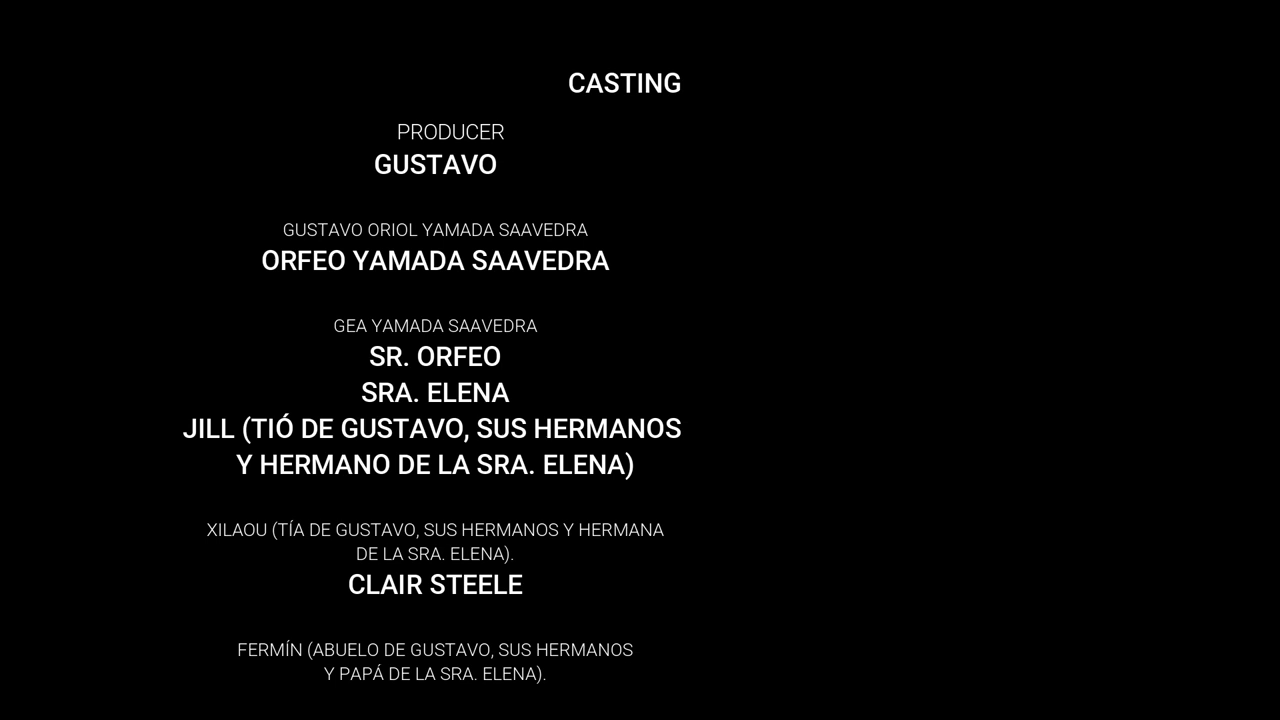 CASTING
PRODUCER
GUSTAVO
GUSTAVO ORIOL YAMADA SAAVEDRA
ORFEO YAMADA SAAVEDRA
GEA YAMADA SAAVEDRA
SR. ORFEO
SRA. ELENA
JILL (TIÓ DE GUSTAVO, SUS HERMANOS
Y HERMANO DE LA SRA. ELENA)
XILAOU (TÍA DE GUSTAVO, SUS HERMANOS Y HERMANA
DE LA SRA. ELENA).
CLAIR STEELE
FERMÍN (ABUELO DE GUSTAVO, SUS HERMANOS
Y PAPÁ DE LA SRA. ELENA).